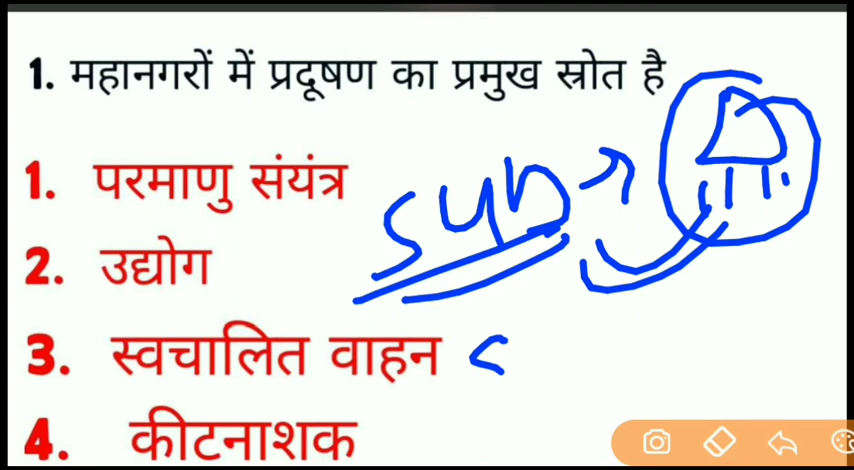 1. महानगरों में प्रदूषण का प्रमुख स्रोत है
1. परमाणु संयंत्र
2. उद्योग
3. स्वचालित वाहन
4. कीटनाशक